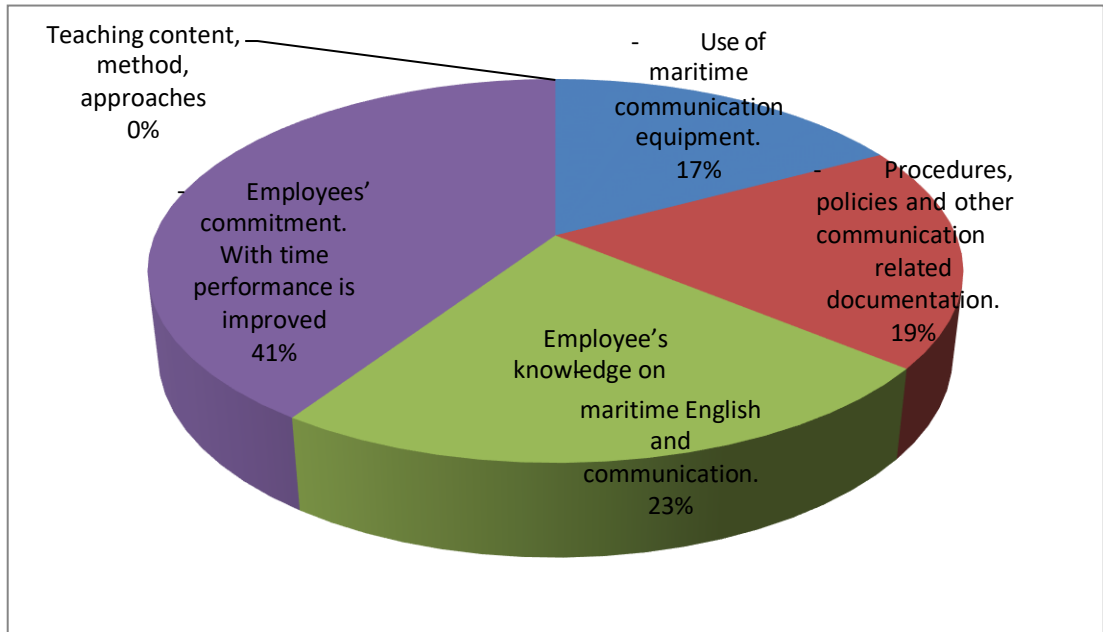 Teaching content,
method,
approaches
0%
- Use of
maritime
communication
equipment.
17%
- Procedures,
policies and other
communication
related
documentation.
19%
- Employees’
commitment.
With time
performance is
improved
41%
Employee’s
- knowledge on
maritime English
and
communication.
23%